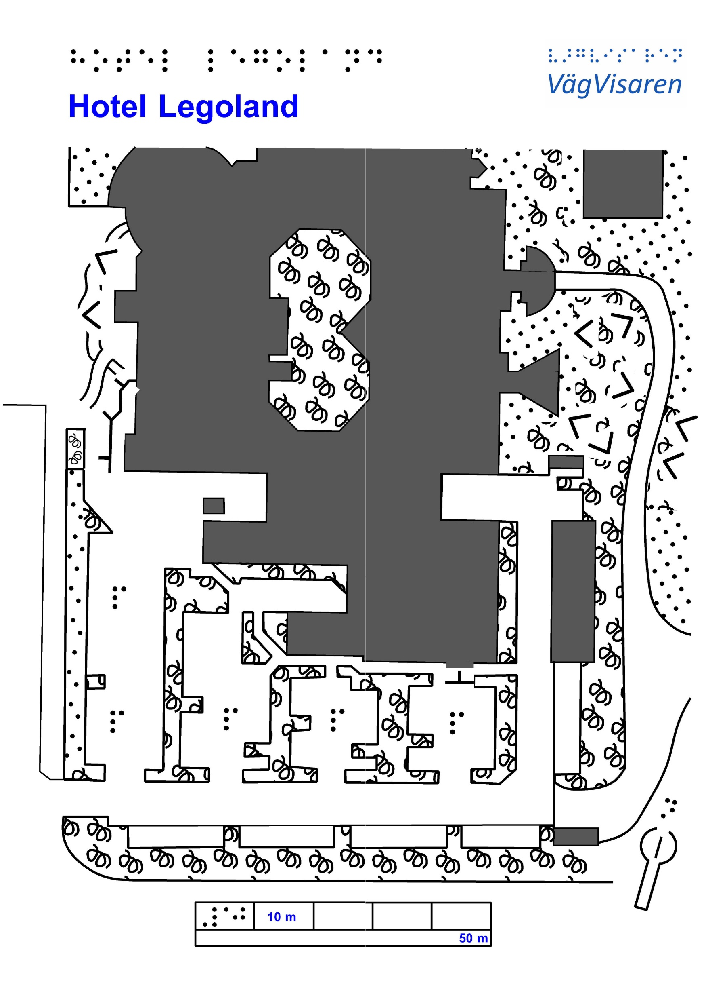 ⠓⠕⠞⠑⠇ ⠇⠑⠛⠕⠇⠁⠝⠙
Hotel Legoland
⠧⠜⠛⠧⠊⠎⠁⠗⠑⠝
VägVisaren
⠏
⠏
⠏
⠏
⠏
⠝
⠼⠁⠚
10 m
50 m